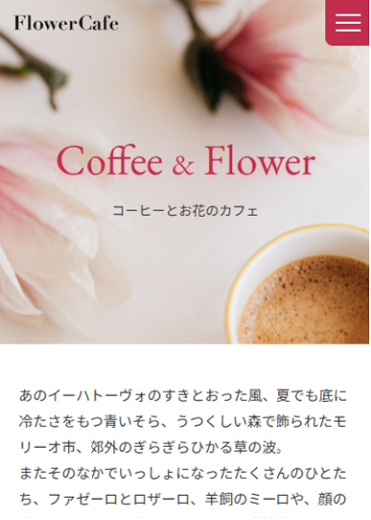 FlowerCafe
Coffee & Flower
コーヒーとお花のカフェ
あのイーハトーヴォのすきとおった風、夏でも底に
冷たさをもつ青いそら、うつくしい森で飾られたモ
リーオ市、郊外のぎらぎらひかる草の波。
またそのなかでいっしょになったたくさんのひとた
ち、ファゼーロとロザーロ、羊飼のミーロや、顔の